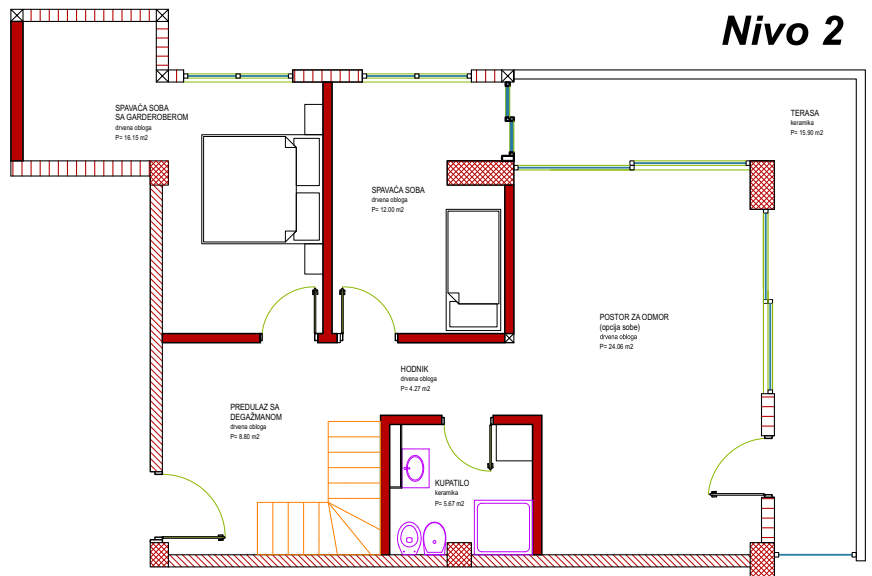 Nivo 2
SPAVAĆA SOBA
SA GARDEROBEROM
drvena obloga
P= 16.15 m2
TERASA
keramika
P= 15.90 m2
SPAVAĆA SOBA
drvena obloga
P= 12.00 m2
POSTOR ZA ODMOR
(opcija sobe)
drvena obloga
P= 24.06 m2
HODNIK
drvena obloga
P= 4.27 m2
PREDULAZ SA
DEGAŽMANOM
drvena obloga
P= 8.80 m2
KUPATILO
keramika
P= 5.67 m2